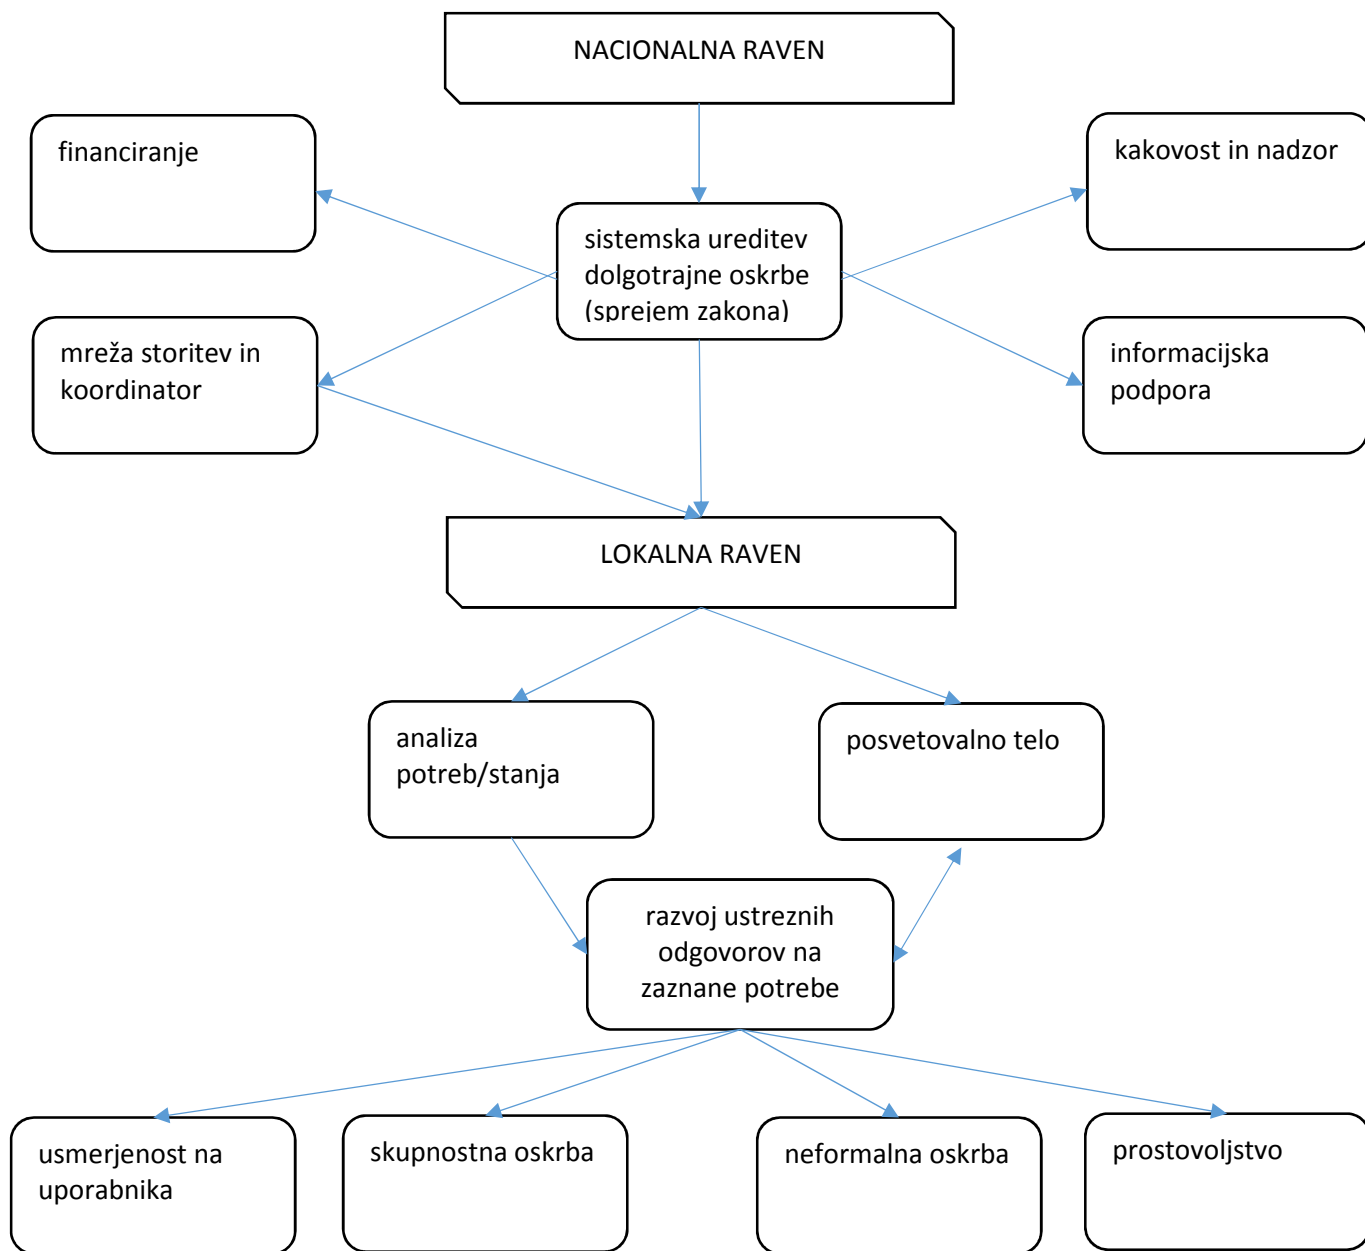 NACIONALNA RAVEN
financiranje
kakovost in nadzor
sistemska ureditev
dolgotrajne oskrbe
(sprejem zakona)
mreža storitev in
koordinator
informacijska
podpora
LOKALNA RAVEN
analiza
potreb/stanja
posvetovalno telo
razvoj ustreznih
odgovorov na
zaznane potrebe
usmerjenost na
uporabnika
skupnostna oskrba
neformalna oskrba
prostovoljstvo